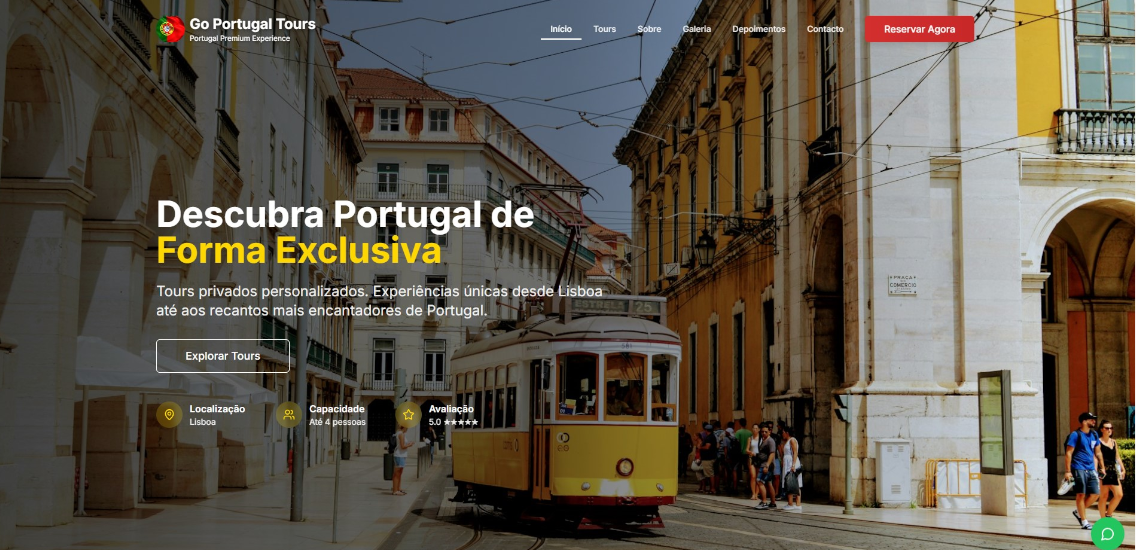 Go Portugal Tours
Portugal Premium Experience
Início
Tours
Sobre
Galeria
Depoimentos
Contacto
Reservar Agora
Descubra Portugal de
Forma Exclusiva
Tours privados personalizados. Experiências únicas desde Lisboa
até aos recantos mais encantadores de Portugal.
Explorar Tours
Localização
Lisboa
Capacidade
Até 4 pessoas
Avaliação
5.0 ★★★★★
ESTRELA 25
PRAÇA
DO
COMERCIO